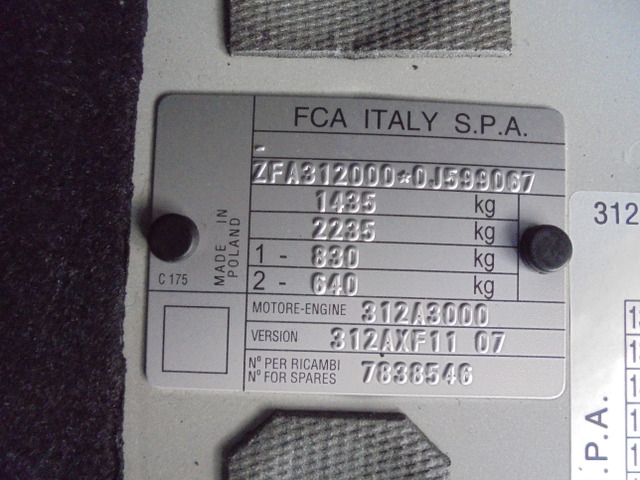 FCA ITALY S.P.A.
-
ZFA312000*0J599067
1435 kg
2235 kg
1 - 830 kg
2 - 640 kg
MADE IN
POLAND
C 175
MOTORE-ENGINE 312A3000
VERSION 312AXF11 07
N° PER RICAMBI
N° FOR SPARES 7838546
312
.P.A.